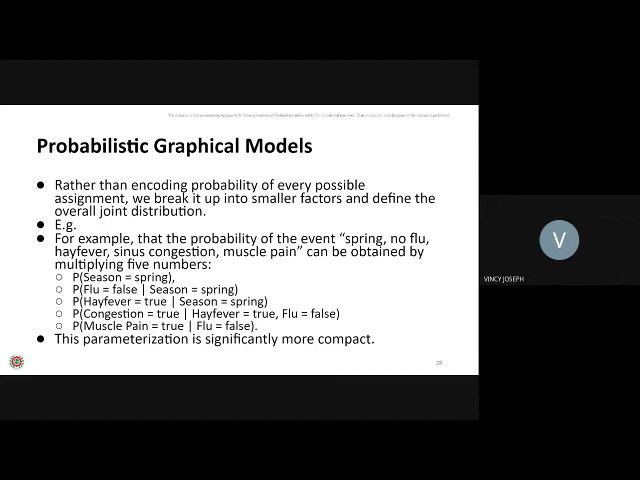 Probabilistic Graphical Models
● Rather than encoding probability of every possible
assignment, we break it up into smaller factors and define the
overall joint distribution.
● E.g.
● For example, that the probability of the event “spring, no flu,
hayfever, sinus congestion, muscle pain” can be obtained by
multiplying five numbers:
○ P(Season = spring),
○ P(Flu = false | Season = spring)
○ P(Hayfever = true | Season = spring)
○ P(Congestion = true | Hayfever = true, Flu = false)
○ P(Muscle Pain = true | Flu = false).
● This parameterization is significantly more compact.
28
V
VINCY JOSEPH